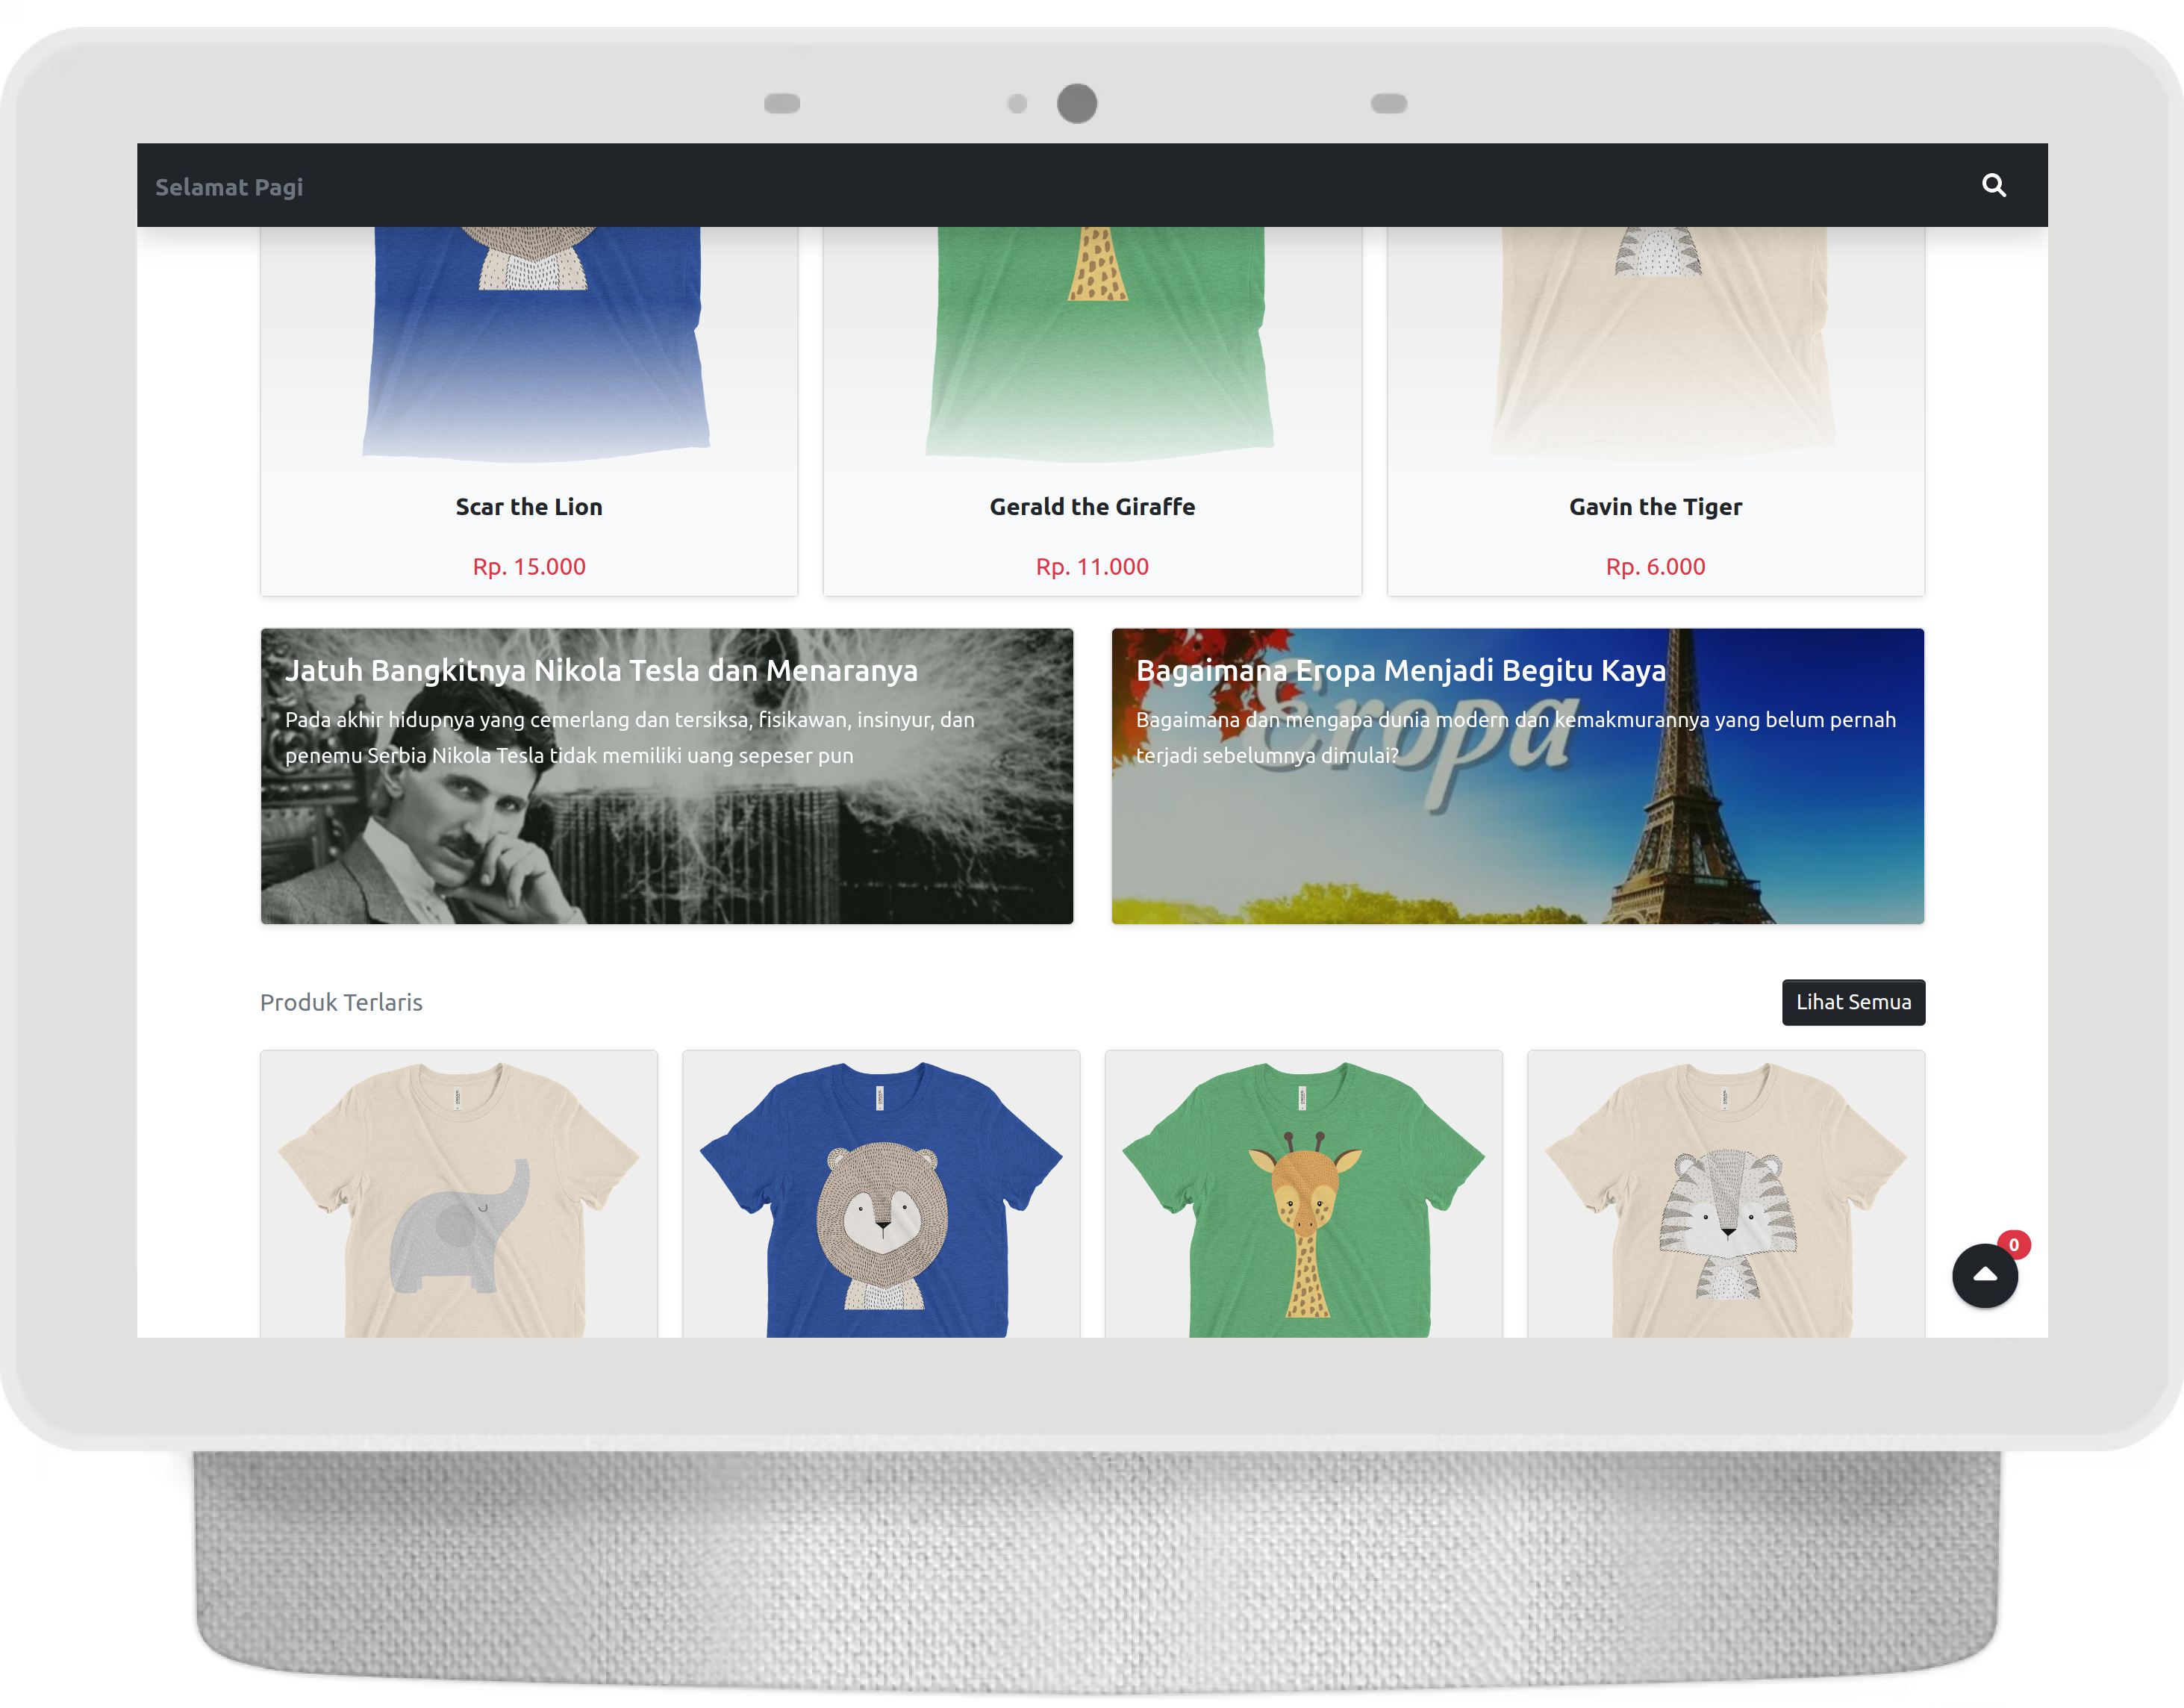 Selamat Pagi
Scar the Lion
Gerald the Giraffe
Gavin the Tiger
Rp. 15.000
Rp. 11.000
Rp. 6.000
Jatuh Bangkitnya Nikola Tesla dan Menaranya
Pada akhir hidupnya yang cemerlang dan tersiksa, fisikawan, insinyur, dan
penemu Serbia Nikola Tesla tidak memiliki uang sepeser pun
Bagaimana Eropa Menjadi Begitu Kaya
Bagaimana dan mengapa dunia modern dan kemakmurannya yang belum pernah
terjadi sebelumnya dimulai?
Eropa
Produk Terlaris
Lihat Semua
0